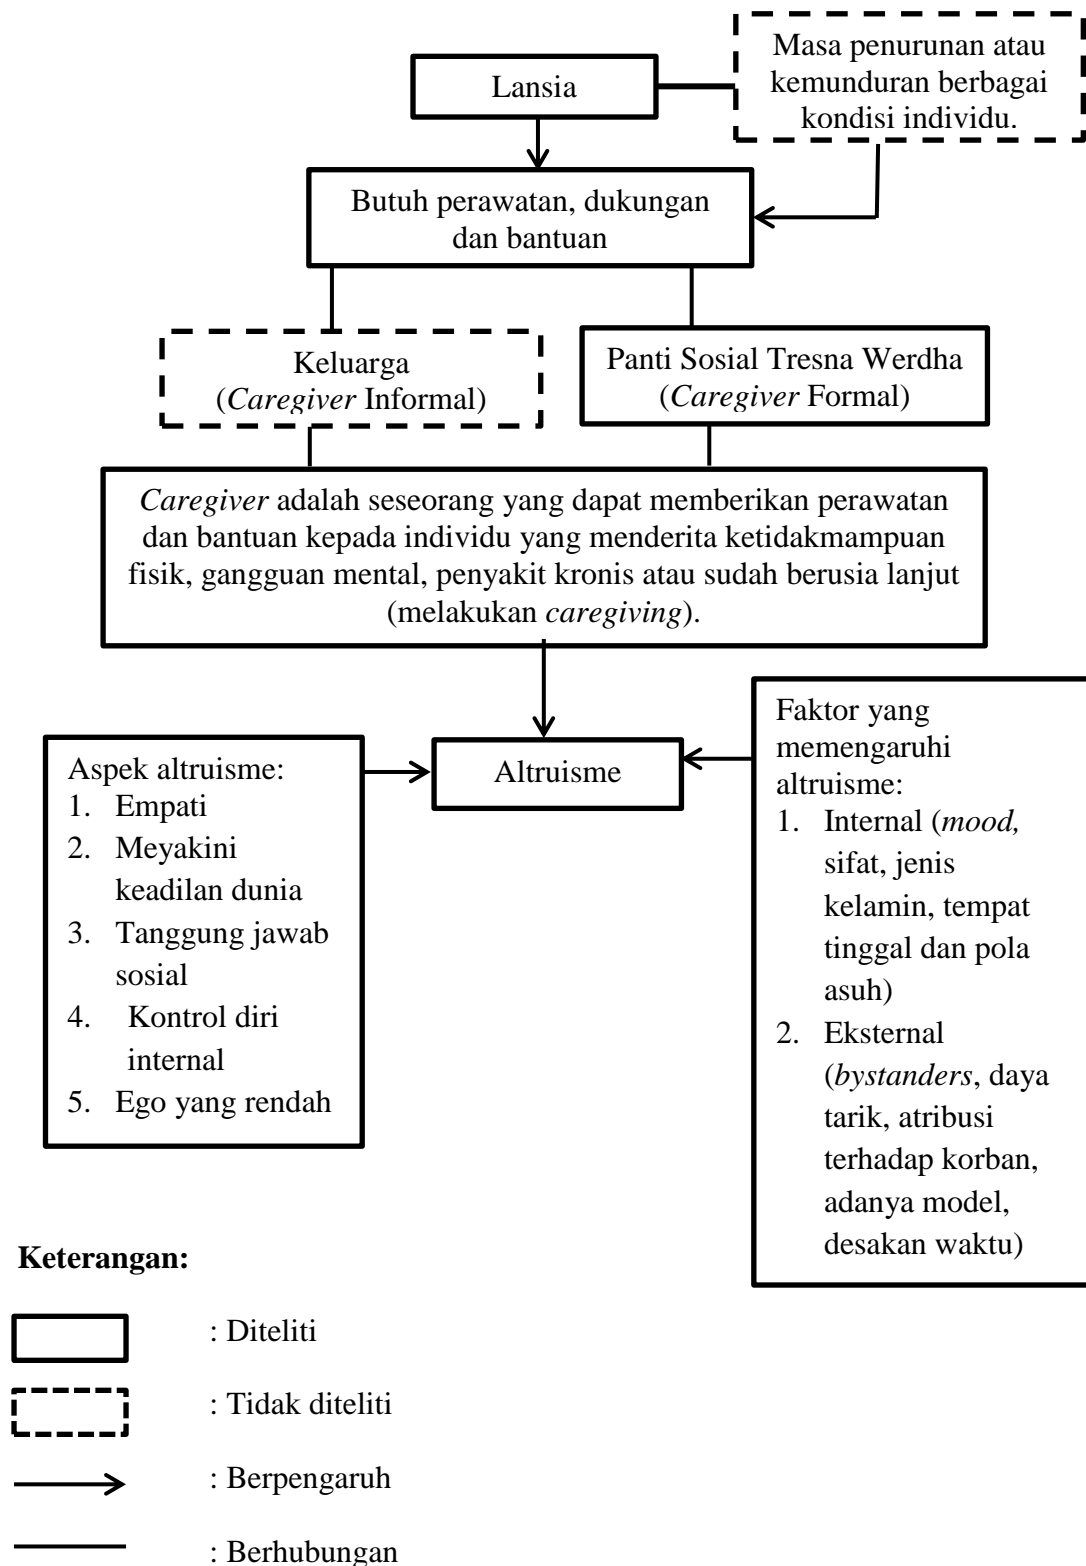 Lansia
Masa penurunan atau
kemunduran berbagai
kondisi individu.
Butuh perawatan, dukungan
dan bantuan
Keluarga
(Caregiver Informal)
Panti Sosial Tresna Werdha
(Caregiver Formal)
Caregiver adalah seseorang yang dapat memberikan perawatan
dan bantuan kepada individu yang menderita ketidakmampuan
fisik, gangguan mental, penyakit kronis atau sudah berusia lanjut
(melakukan caregiving).
Altruisme
Aspek altruisme:
1. Empati
2. Meyakini
keadilan dunia
3. Tanggung jawab
sosial
4. Kontrol diri
internal
5. Ego yang rendah
Faktor yang
memengaruhi
altruisme:
1. Internal (mood,
sifat, jenis
kelamin, tempat
tinggal dan pola
asuh)
2. Eksternal
(bystanders, daya
tarik, atribusi
terhadap korban,
adanya model,
desakan waktu)
Keterangan:
: Diteliti
: Tidak diteliti
: Berpengaruh
: Berhubungan